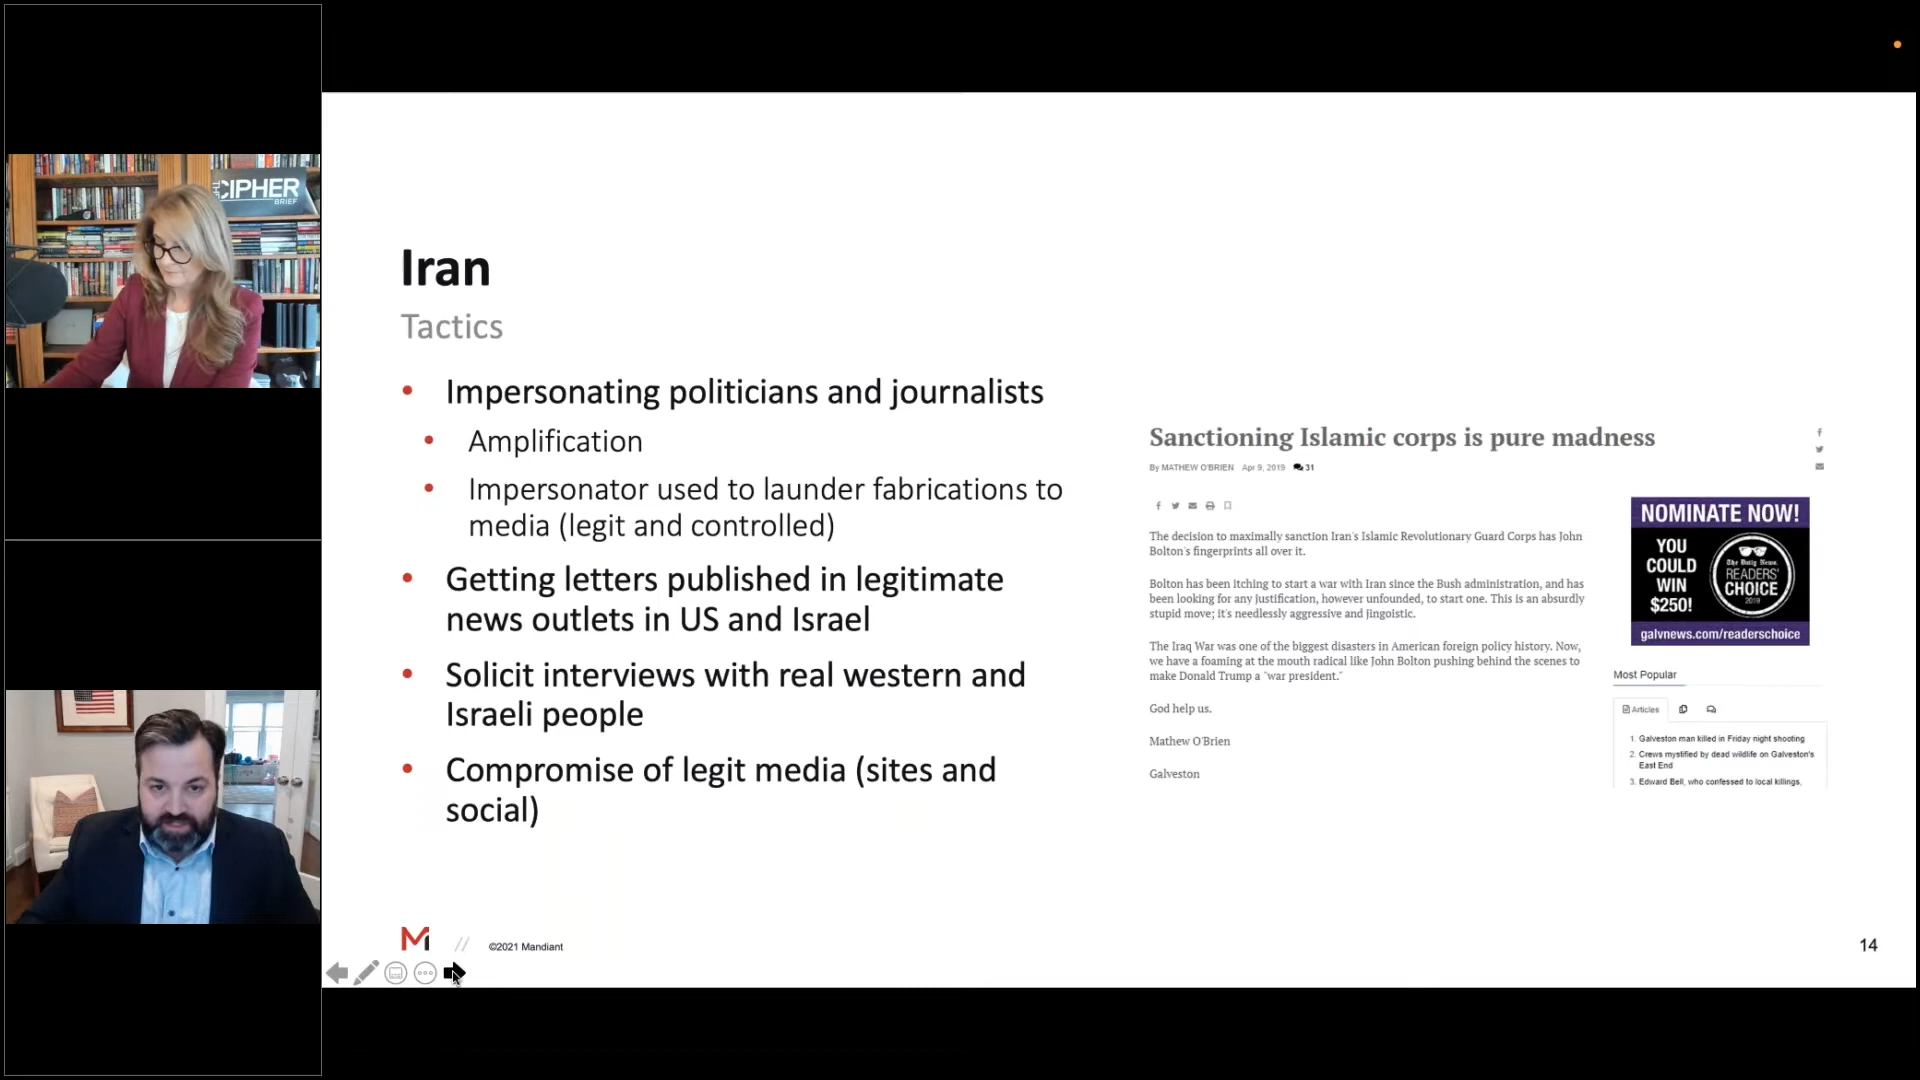 THE
CIPHER
BRIEF
Iran
Tactics
• Impersonating politicians and journalists
• Amplification
• Impersonator used to launder fabrications to
media (legit and controlled)
• Getting letters published in legitimate
news outlets in US and Israel
• Solicit interviews with real western and
Israeli people
• Compromise of legit media (sites and
social)
Sanctioning Islamic corps is pure madness
By MATHEW O'BRIEN Apr 9, 2019 31
The decision to maximally sanction Iran's Islamic Revolutionary Guard Corps has John
Bolton's fingerprints all over it.
Bolton has been itching to start a war with Iran since the Bush administration, and has
been looking for any justification, however unfounded, to start one. This is an absurdly
stupid move; it's needlessly aggressive and jingoistic.
The Iraq War was one of the biggest disasters in American foreign policy history. Now,
we have a foaming at the mouth radical like John Bolton pushing behind the scenes to
make Donald Trump a "war president."
God help us.
Mathew O'Brien
Galveston
NOMINATE NOW!
YOU
COULD
WIN
$250!
The Daily News
READERS'
CHOICE
2019
galvnews.com/readerschoice
Most Popular
Articles
1. Galveston man killed in Friday night shooting
2. Crews mystified by dead wildlife on Galveston's
East End
3. Edward Bell, who confessed to local killings,
M // ©2021 Mandiant
14